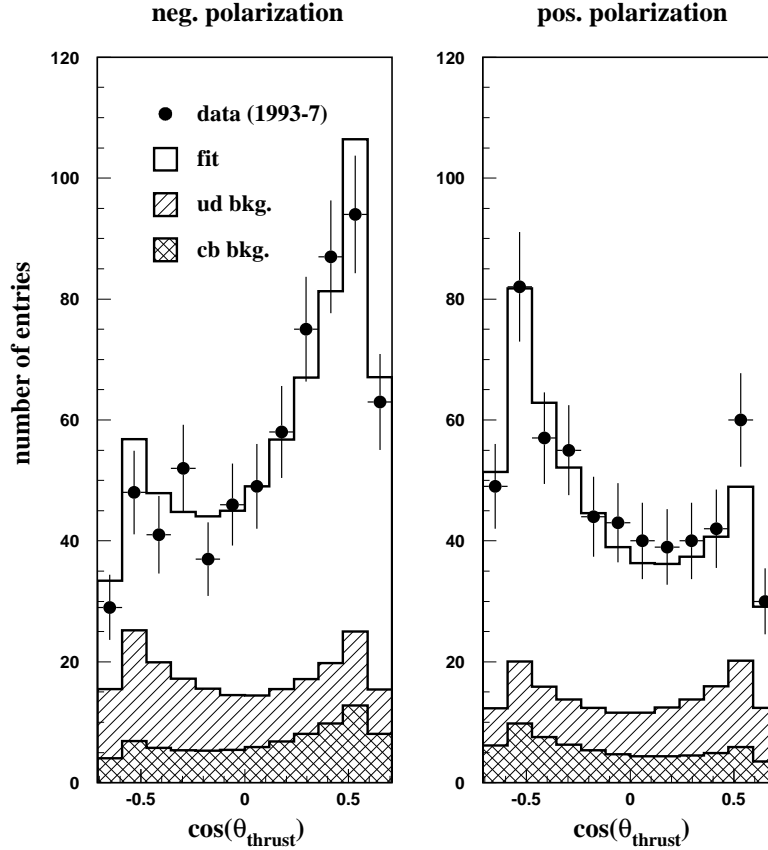 neg. polarization
pos. polarization
number of entries
120
100
80
60
40
20
0
data (1993-7)
fit
ud bkg.
cb bkg.
-0.5
0
0.5
cos(θthrust)
120
100
80
60
40
20
0
-0.5
0
0.5
cos(θthrust)